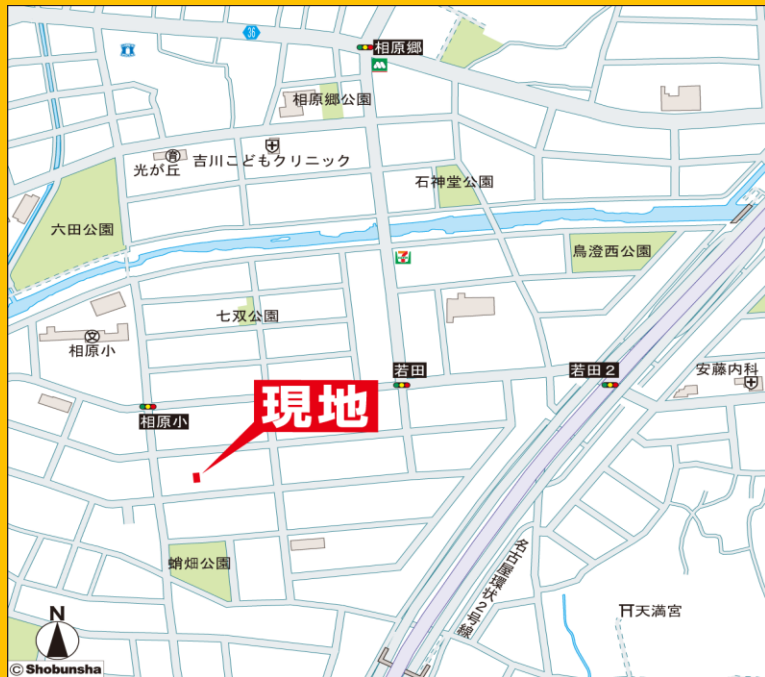 36
相原郷
相原郷公園
光が丘
吉川こどもクリニック
石神堂公園
六田公園
鳥澄西公園
7
七双公園
相原小
若田
若田2
安藤内科
現地
相原小
蛸畑公園
名古屋環状2号線
天満宮
N
© Shobunsha